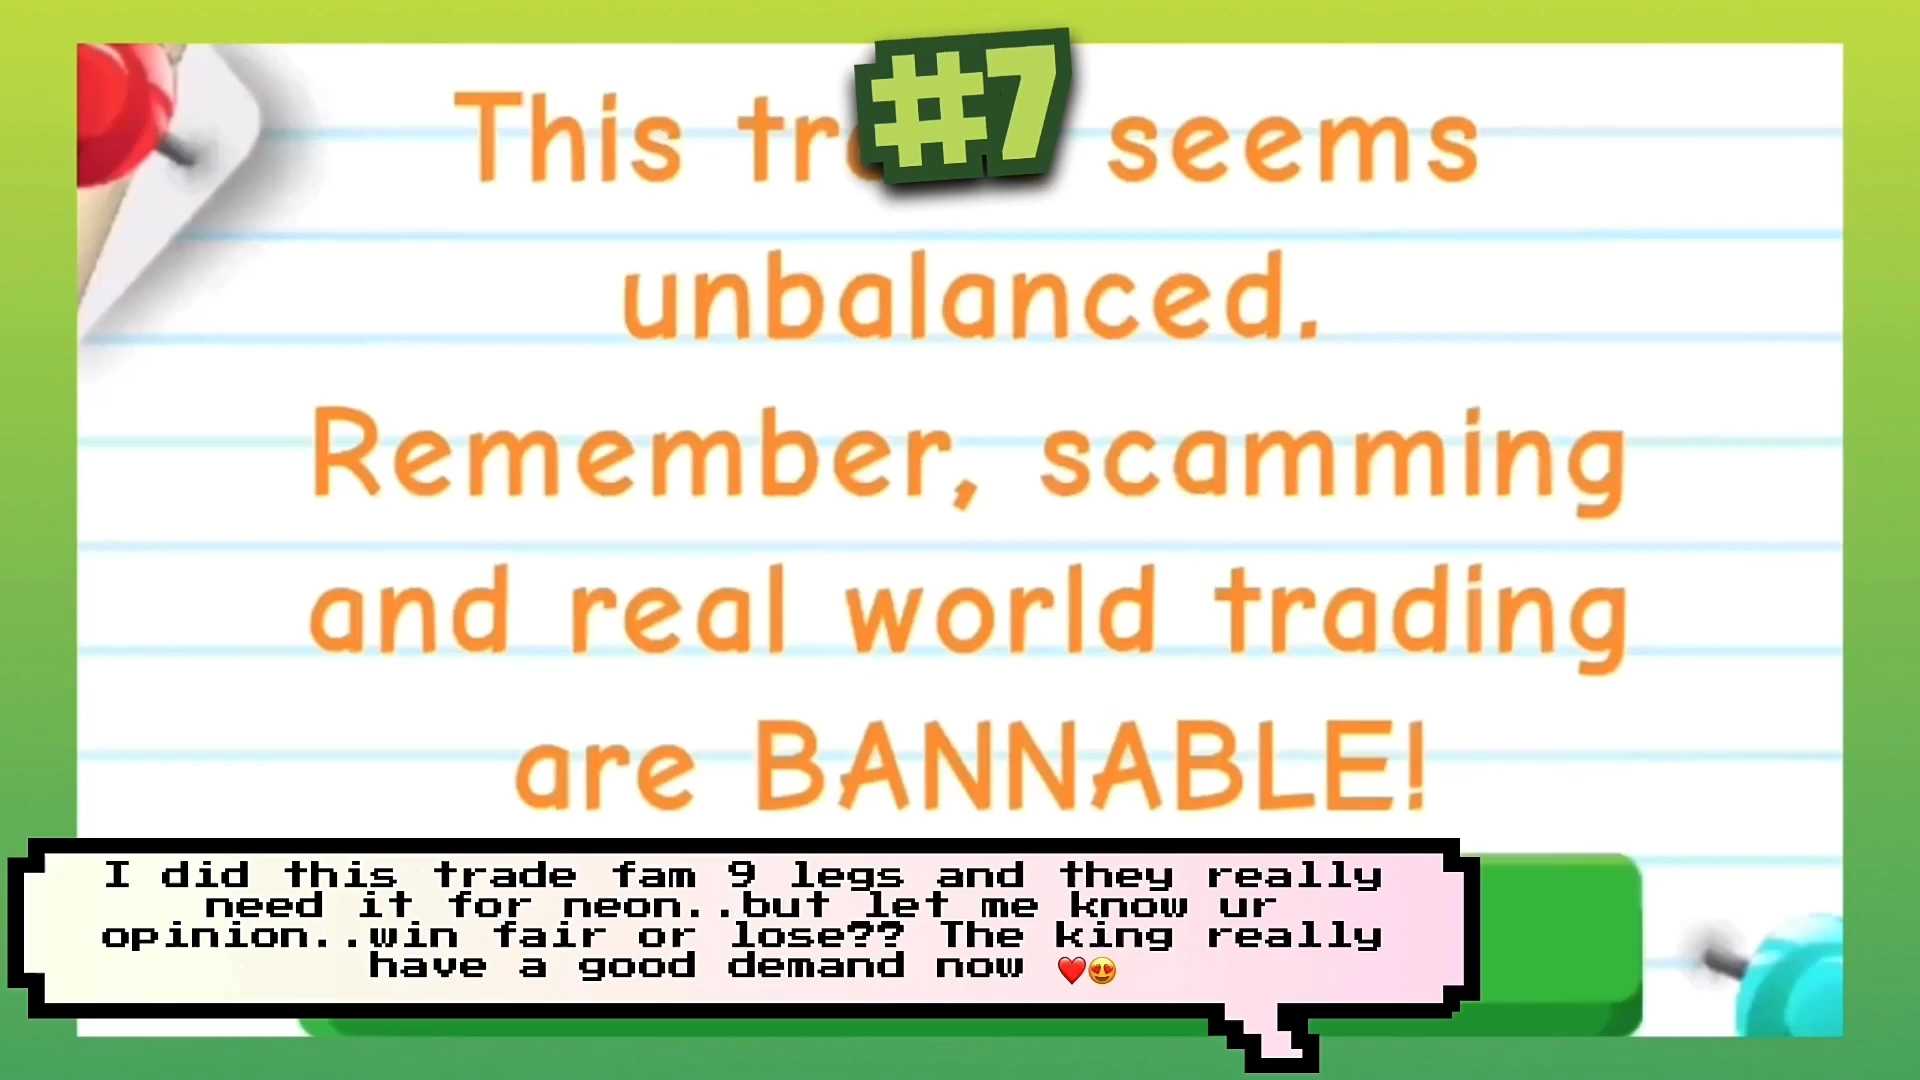 #7
This seems
unbalanced.
Remember, scamming
and real world trading
are BANNABLE!
I did this trade fam 9 legs and they really
need it for neon..but let me know ur
opinion..win fair or lose?? The king really
have a good demand now ❤️😍